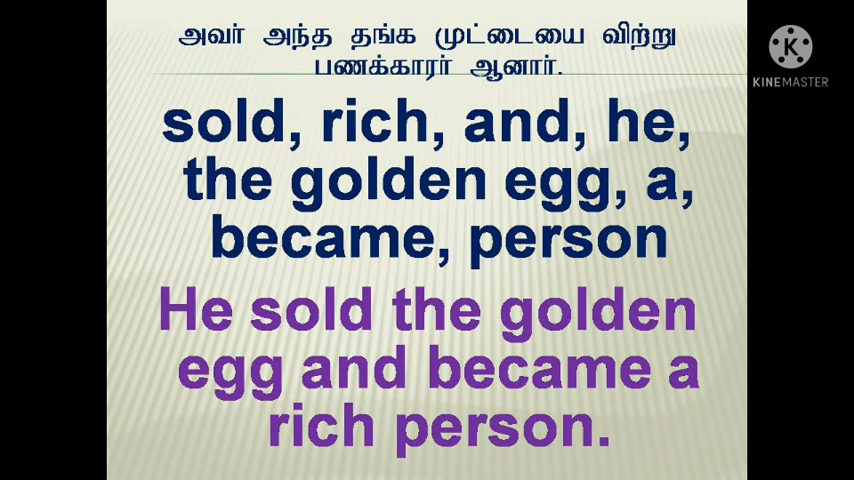 அவர் அந்த தங்க முட்டையை விற்று
பணக்காரர் ஆனார்.
sold, rich, and, he,
the golden egg, a,
became, person
He sold the golden
egg and became a
rich person.
K
KINEMASTER